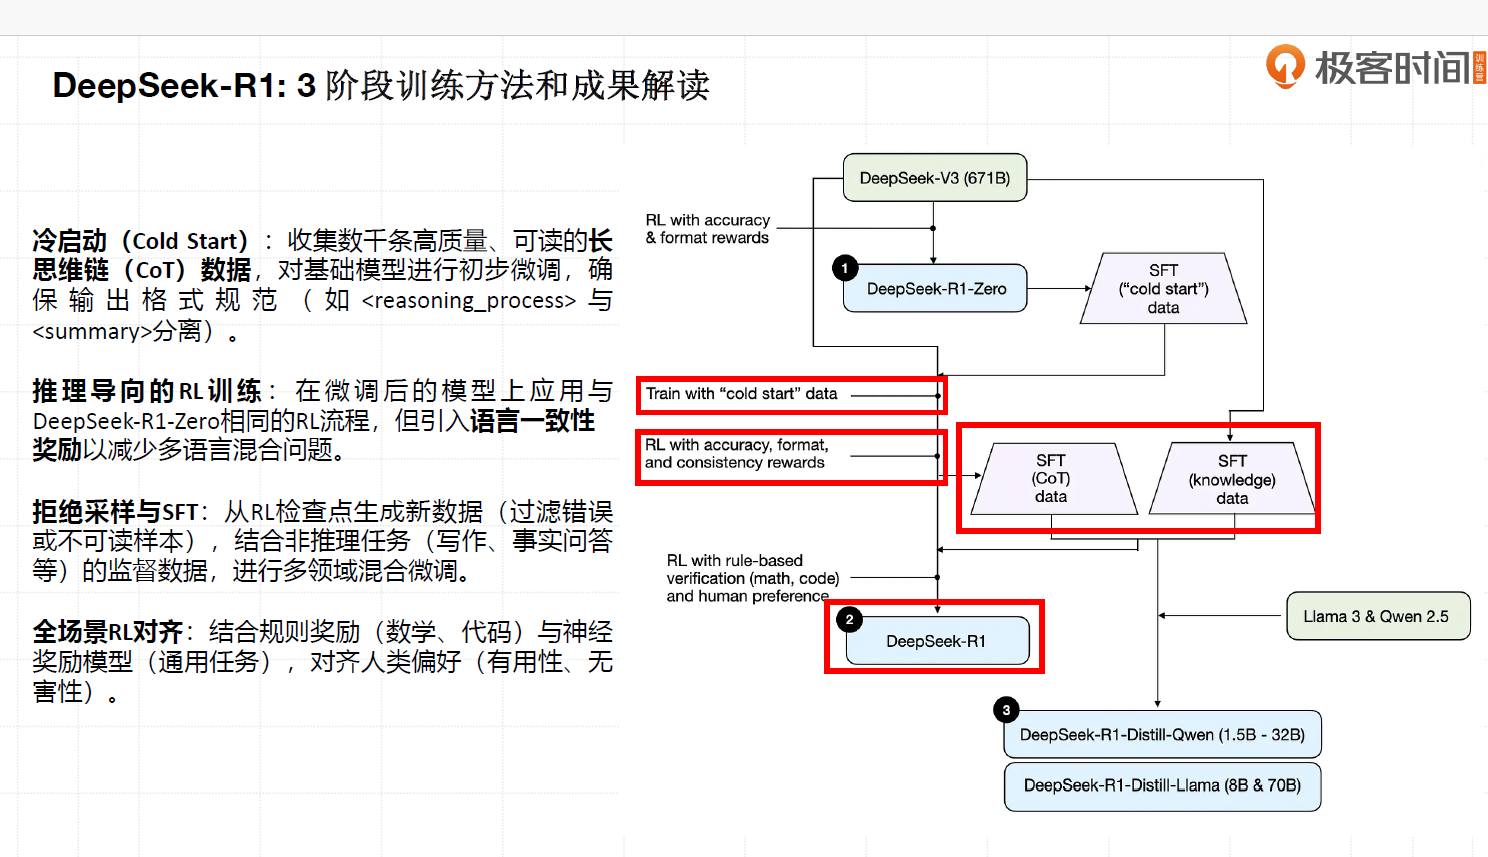 DeepSeek-R1: 3 阶段训练方法和成果解读
极客时间
训练营
冷启动（Cold Start）：收集数千条高质量、可读的长
思维链（CoT）数据，对基础模型进行初步微调，确
保输出格式规范（如<reasoning_process>与
<summary>分离）。
推理导向的RL训练：在微调后的模型上应用与
DeepSeek-R1-Zero相同的RL流程，但引入语言一致性
奖励以减少多语言混合问题。
拒绝采样与SFT：从RL检查点生成新数据（过滤错误
或不可读样本），结合非推理任务（写作、事实问答
等）的监督数据，进行多领域混合微调。
全场景RL对齐：结合规则奖励（数学、代码）与神经
奖励模型（通用任务），对齐人类偏好（有用性、无
害性）。
DeepSeek-V3 (671B)
RL with accuracy
& format rewards
1
DeepSeek-R1-Zero
SFT
(“cold start”)
data
Train with “cold start” data
RL with accuracy, format,
and consistency rewards
SFT
(CoT)
data
SFT
(knowledge)
data
RL with rule-based
verification (math, code)
and human preference
2
DeepSeek-R1
Llama 3 & Qwen 2.5
3
DeepSeek-R1-Distill-Qwen (1.5B - 32B)
DeepSeek-R1-Distill-Llama (8B & 70B)